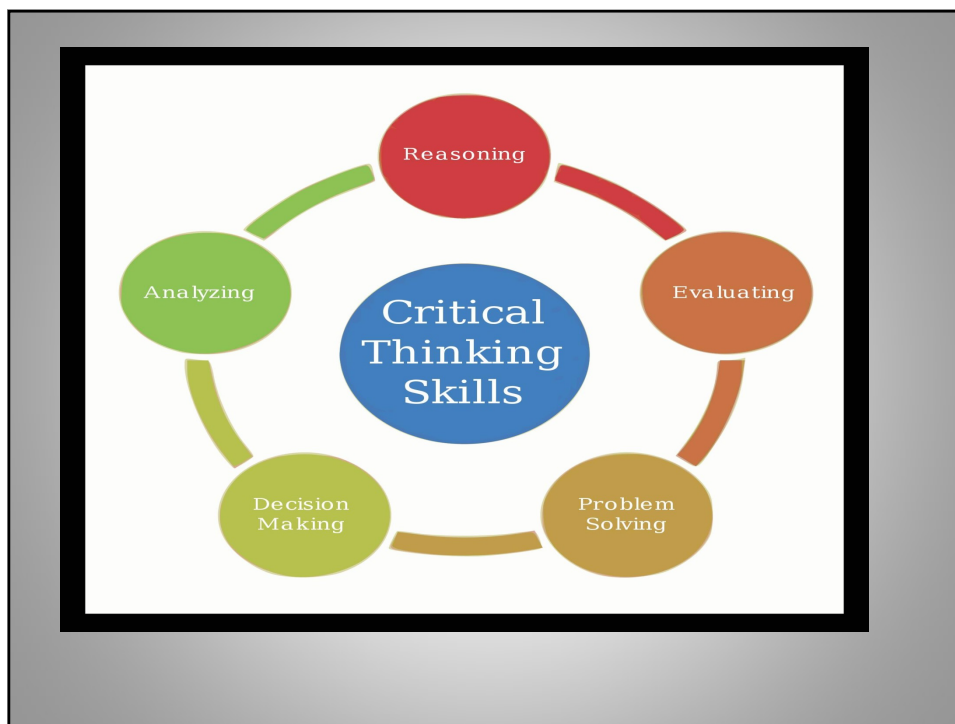 Reasoning
Evaluating
Problem
Solving
Decision
Making
Analyzing
Critical
Thinking
Skills